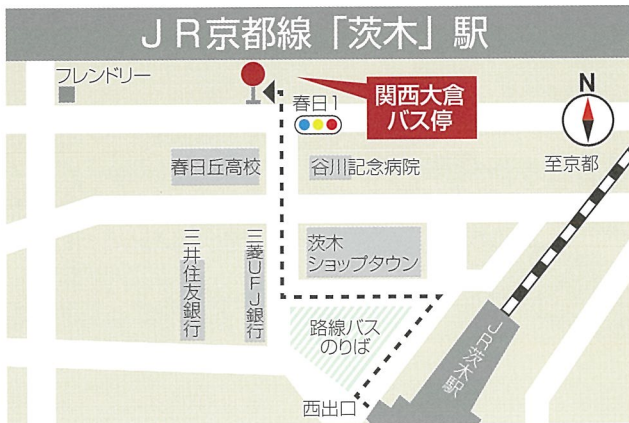 JR京都線「茨木」駅
フレンドリー
春日1
関西大倉
バス停
N
至京都
春日丘高校
谷川記念病院
三井住友銀行
三菱UFJ銀行
茨木
ショップタウン
路線バス
のりば
JR茨木駅
西出口